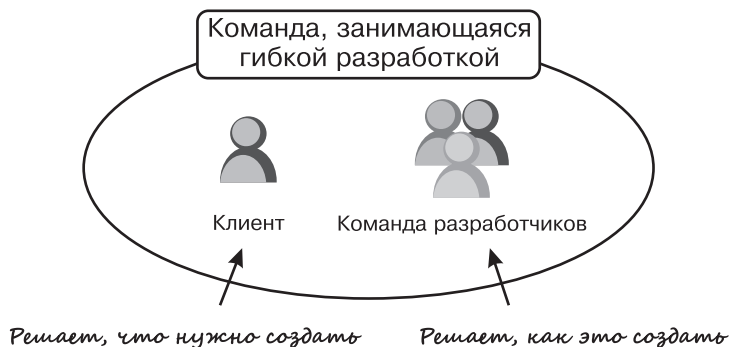 Команда, занимающаяся
гибкой разработкой
Клиент
Команда разработчиков
Решает, что нужно создать
Решает, как это создать